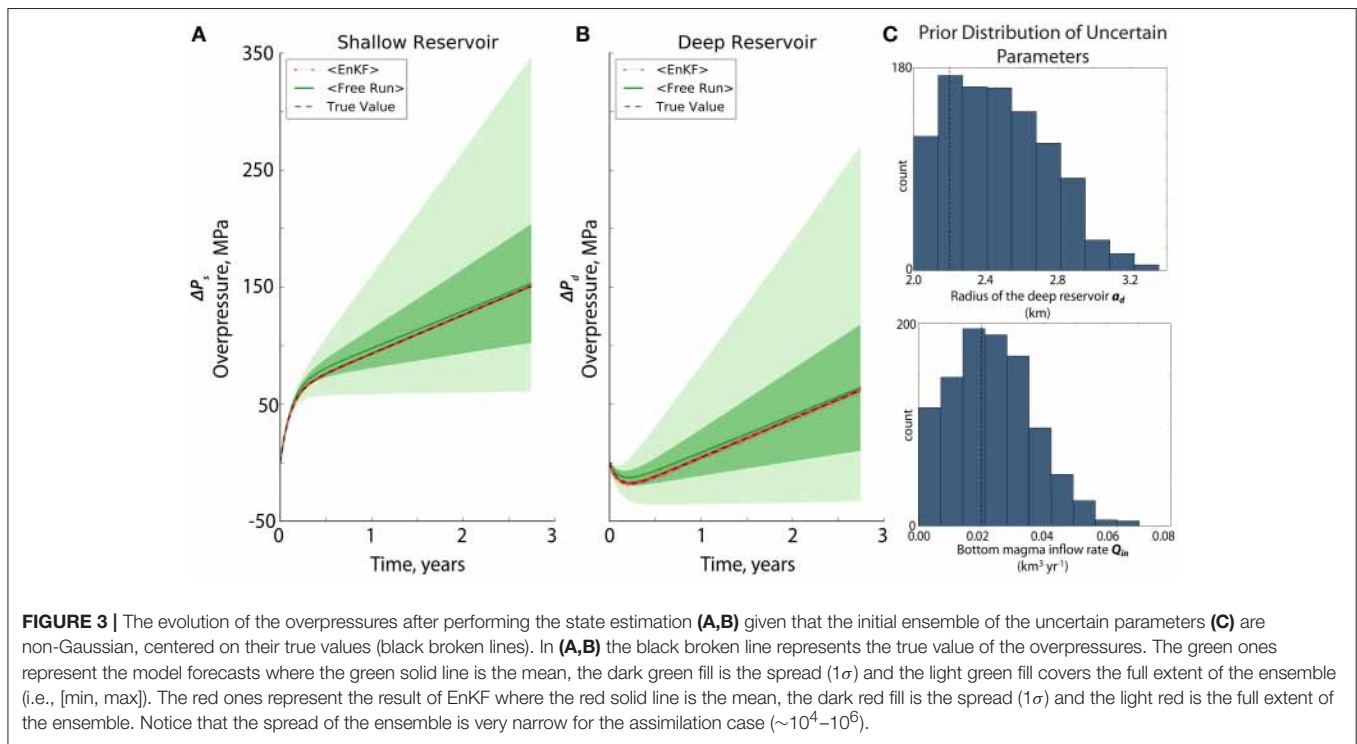 A
Shallow Reservoir
350
250
150
50
-50
<EnKF>
<Free Run>
True Value
ΔPs
Overpressure, MPa
0 1 2 3
Time, years
B
Deep Reservoir
<EnKF>
<Free Run>
True Value
ΔPd
Overpressure, MPa
0 1 2 3
Time, years
C
Prior Distribution of Uncertain
Parameters
180
count
0
2.0 2.4 2.8 3.2
Radius of the deep reservoir ad
(km)
200
count
0
0.00 0.02 0.04 0.06 0.08
Bottom magma inflow rate Qin
(km³ yr⁻¹)
FIGURE 3 | The evolution of the overpressures after performing the state estimation (A,B) given that the initial ensemble of the uncertain parameters (C) are
non-Gaussian, centered on their true values (black broken lines). In (A,B) the black broken line represents the true value of the overpressures. The green ones
represent the model forecasts where the green solid line is the mean, the dark green fill is the spread (1σ) and the light green fill covers the full extent of the ensemble
(i.e., [min, max]). The red ones represent the result of EnKF where the red solid line is the mean, the dark red fill is the spread (1σ) and the light red is the full extent of
the ensemble. Notice that the spread of the ensemble is very narrow for the assimilation case (∼10⁴–10⁶).